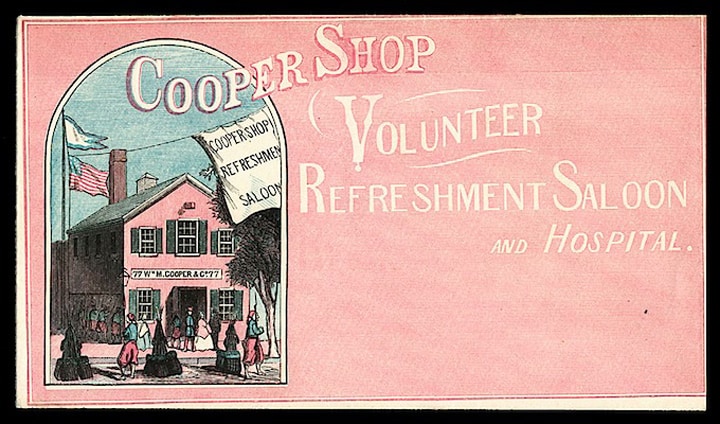 COOPER SHOP
VOLUNTEER
REFRESHMENT SALOON
AND HOSPITAL.
COOPER·SHOP
REFRESHMEN
SALOON
77 Wm M. COOPER & Co. 77